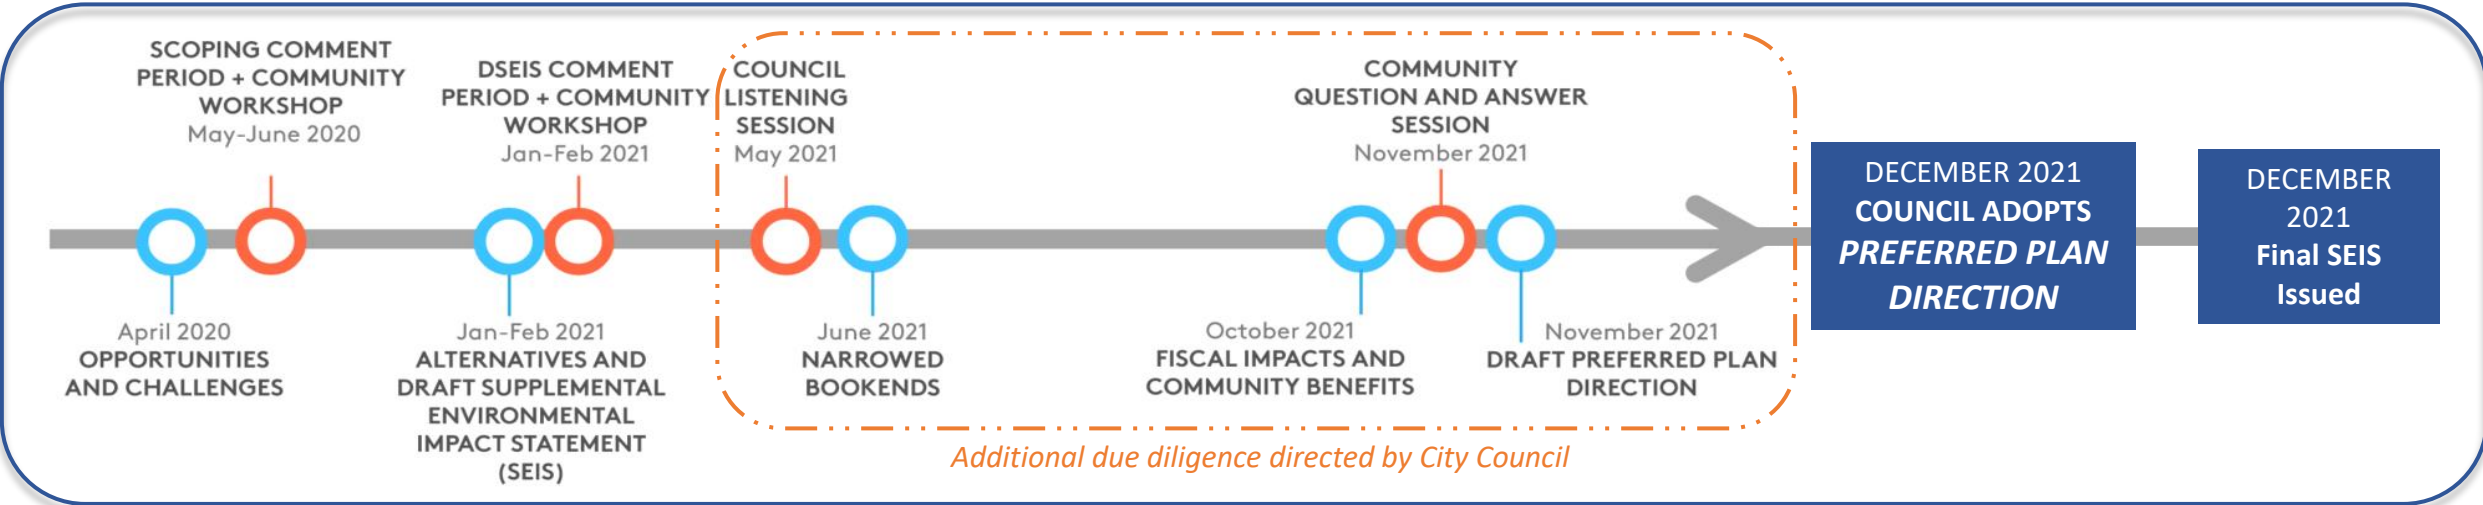 SCOPING COMMENT
PERIOD + COMMUNITY
WORKSHOP
May-June 2020
DSEIS COMMENT
PERIOD + COMMUNITY
WORKSHOP
Jan-Feb 2021
COUNCIL
LISTENING
SESSION
May 2021
COMMUNITY
QUESTION AND ANSWER
SESSION
November 2021
April 2020
OPPORTUNITIES
AND CHALLENGES
Jan-Feb 2021
ALTERNATIVES AND
DRAFT SUPPLEMENTAL
ENVIRONMENTAL
IMPACT STATEMENT
(SEIS)
June 2021
NARROWED
BOOKENDS
October 2021
FISCAL IMPACTS AND
COMMUNITY BENEFITS
November 2021
DRAFT PREFERRED PLAN
DIRECTION
Additional due diligence directed by City Council
DECEMBER 2021
COUNCIL ADOPTS
PREFERRED PLAN
DIRECTION
DECEMBER
2021
Final SEIS
Issued